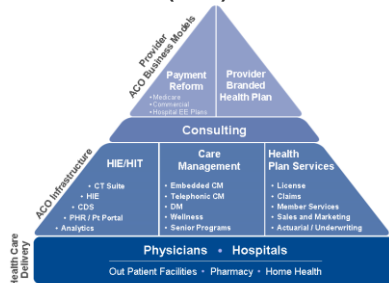 Provider
ACO Business Models
Payment
Reform
• Medicare
• Commercial
• Hospital EE Plans
Provider
Branded
Health Plan
Consulting
ACO Infrastructure
HIE/HIT
• CT Suite
• HIE
• CDS
• PHR / Pt Portal
• Analytics
Care
Management
• Embedded CM
• Telephonic CM
• DM
• Wellness
• Senior Programs
Health
Plan Services
• License
• Claims
• Member Services
• Sales and Marketing
• Actuarial / Underwriting
Health Care
Delivery
Physicians • Hospitals
Out Patient Facilities • Pharmacy • Home Health